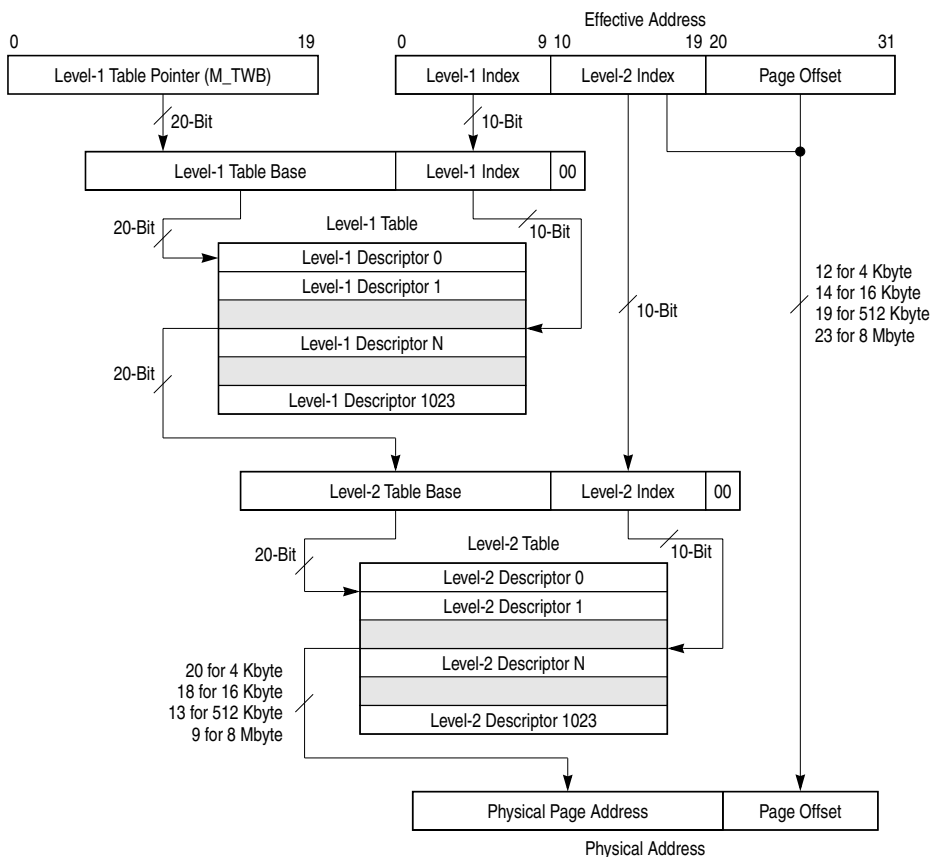 Effective Address
0 19 0 9 10 19 20 31
Level-1 Table Pointer (M_TWB) Level-1 Index Level-2 Index Page Offset
20-Bit 10-Bit
Level-1 Table Base Level-1 Index 00
20-Bit Level-1 Table 10-Bit
Level-1 Descriptor 0
Level-1 Descriptor 1
12 for 4 Kbyte
14 for 16 Kbyte
19 for 512 Kbyte
23 for 8 Mbyte
10-Bit
Level-1 Descriptor N
20-Bit
Level-1 Descriptor 1023
Level-2 Table Base Level-2 Index 00
20-Bit Level-2 Table 10-Bit
Level-2 Descriptor 0
Level-2 Descriptor 1
Level-2 Descriptor N
20 for 4 Kbyte
18 for 16 Kbyte
13 for 512 Kbyte
9 for 8 Mbyte
Level-2 Descriptor 1023
Physical Page Address Page Offset
Physical Address